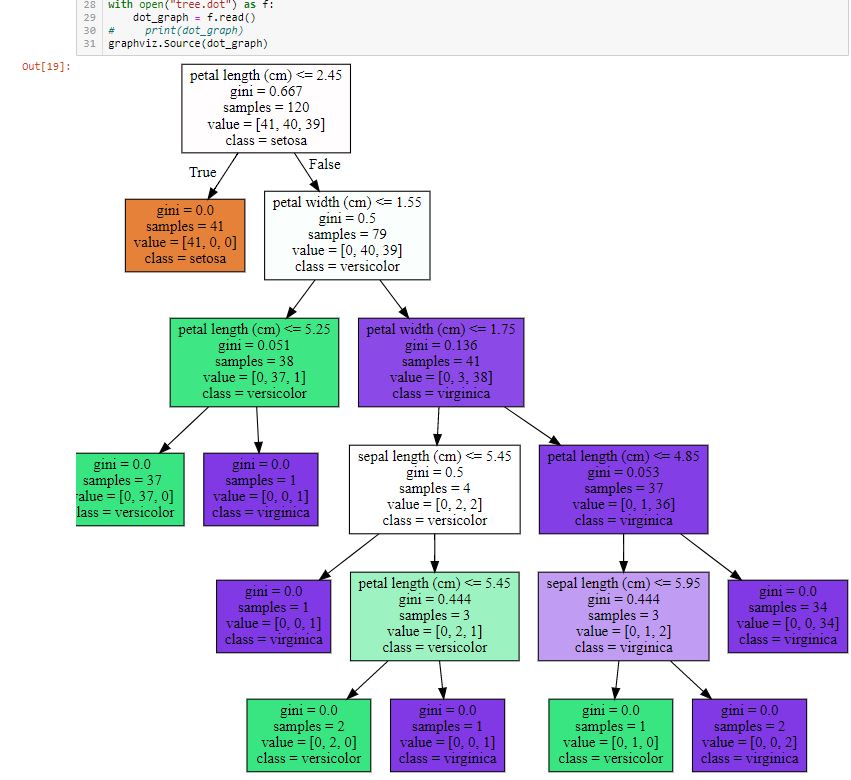 28 with open("tree.dot") as f:
29 dot_graph = f.read()
30 # print(dot_graph)
31 graphviz.Source(dot_graph)
Out[19]:
petal length (cm) <= 2.45
gini = 0.667
samples = 120
value = [41, 40, 39]
class = setosa
True
False
gini = 0.0
samples = 41
value = [41, 0, 0]
class = setosa
petal width (cm) <= 1.55
gini = 0.5
samples = 79
value = [0, 40, 39]
class = versicolor
petal length (cm) <= 5.25
gini = 0.051
samples = 38
value = [0, 37, 1]
class = versicolor
petal width (cm) <= 1.75
gini = 0.136
samples = 41
value = [0, 3, 38]
class = virginica
gini = 0.0
samples = 37
alue = [0, 37, 0]
lass = versicolor
gini = 0.0
samples = 1
value = [0, 0, 1]
class = virginica
sepal length (cm) <= 5.45
gini = 0.5
samples = 4
value = [0, 2, 2]
class = versicolor
petal length (cm) <= 4.85
gini = 0.053
samples = 37
value = [0, 1, 36]
class = virginica
gini = 0.0
samples = 1
value = [0, 0, 1]
class = virginica
petal length (cm) <= 5.45
gini = 0.444
samples = 3
value = [0, 2, 1]
class = versicolor
sepal length (cm) <= 5.95
gini = 0.444
samples = 3
value = [0, 1, 2]
class = virginica
gini = 0.0
samples = 34
value = [0, 0, 34]
class = virginica
gini = 0.0
samples = 2
value = [0, 2, 0]
class = versicolor
gini = 0.0
samples = 1
value = [0, 0, 1]
class = virginica
gini = 0.0
samples = 1
value = [0, 1, 0]
class = versicolor
gini = 0.0
samples = 2
value = [0, 0, 2]
class = virginica